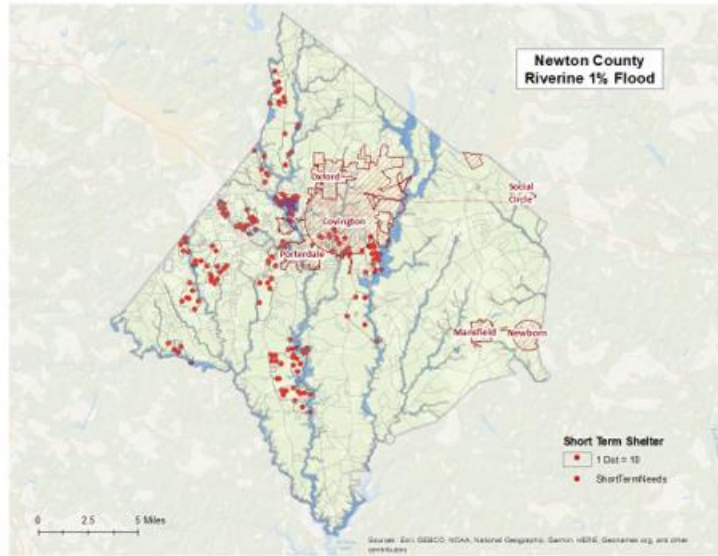 Newton County
Riverine 1% Flood
Oxford
Social
Circle
Covington
Porterdale
Mansfield
Newborn
Short Term Shelter
1 Dot = 10
ShortTermNeeds
0 2.5 5 Miles
Sources: Esri, GEBCO, NOAA, National Geographic, Garmin, HERE, Geonames.org, and other
contributors